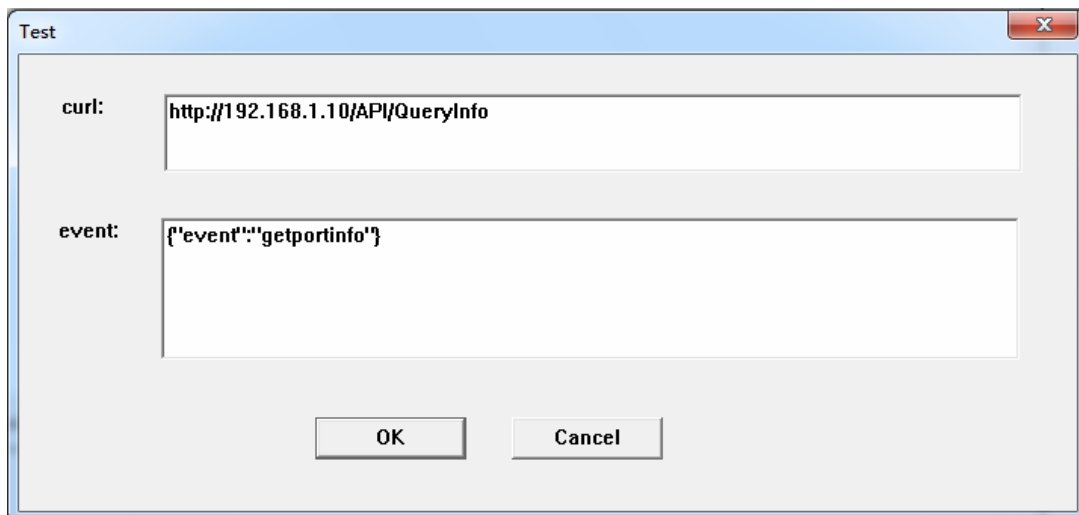 Test
curl:
http://192.168.1.10/API/QueryInfo
event:
{"event":"getportinfo"}
OK
Cancel